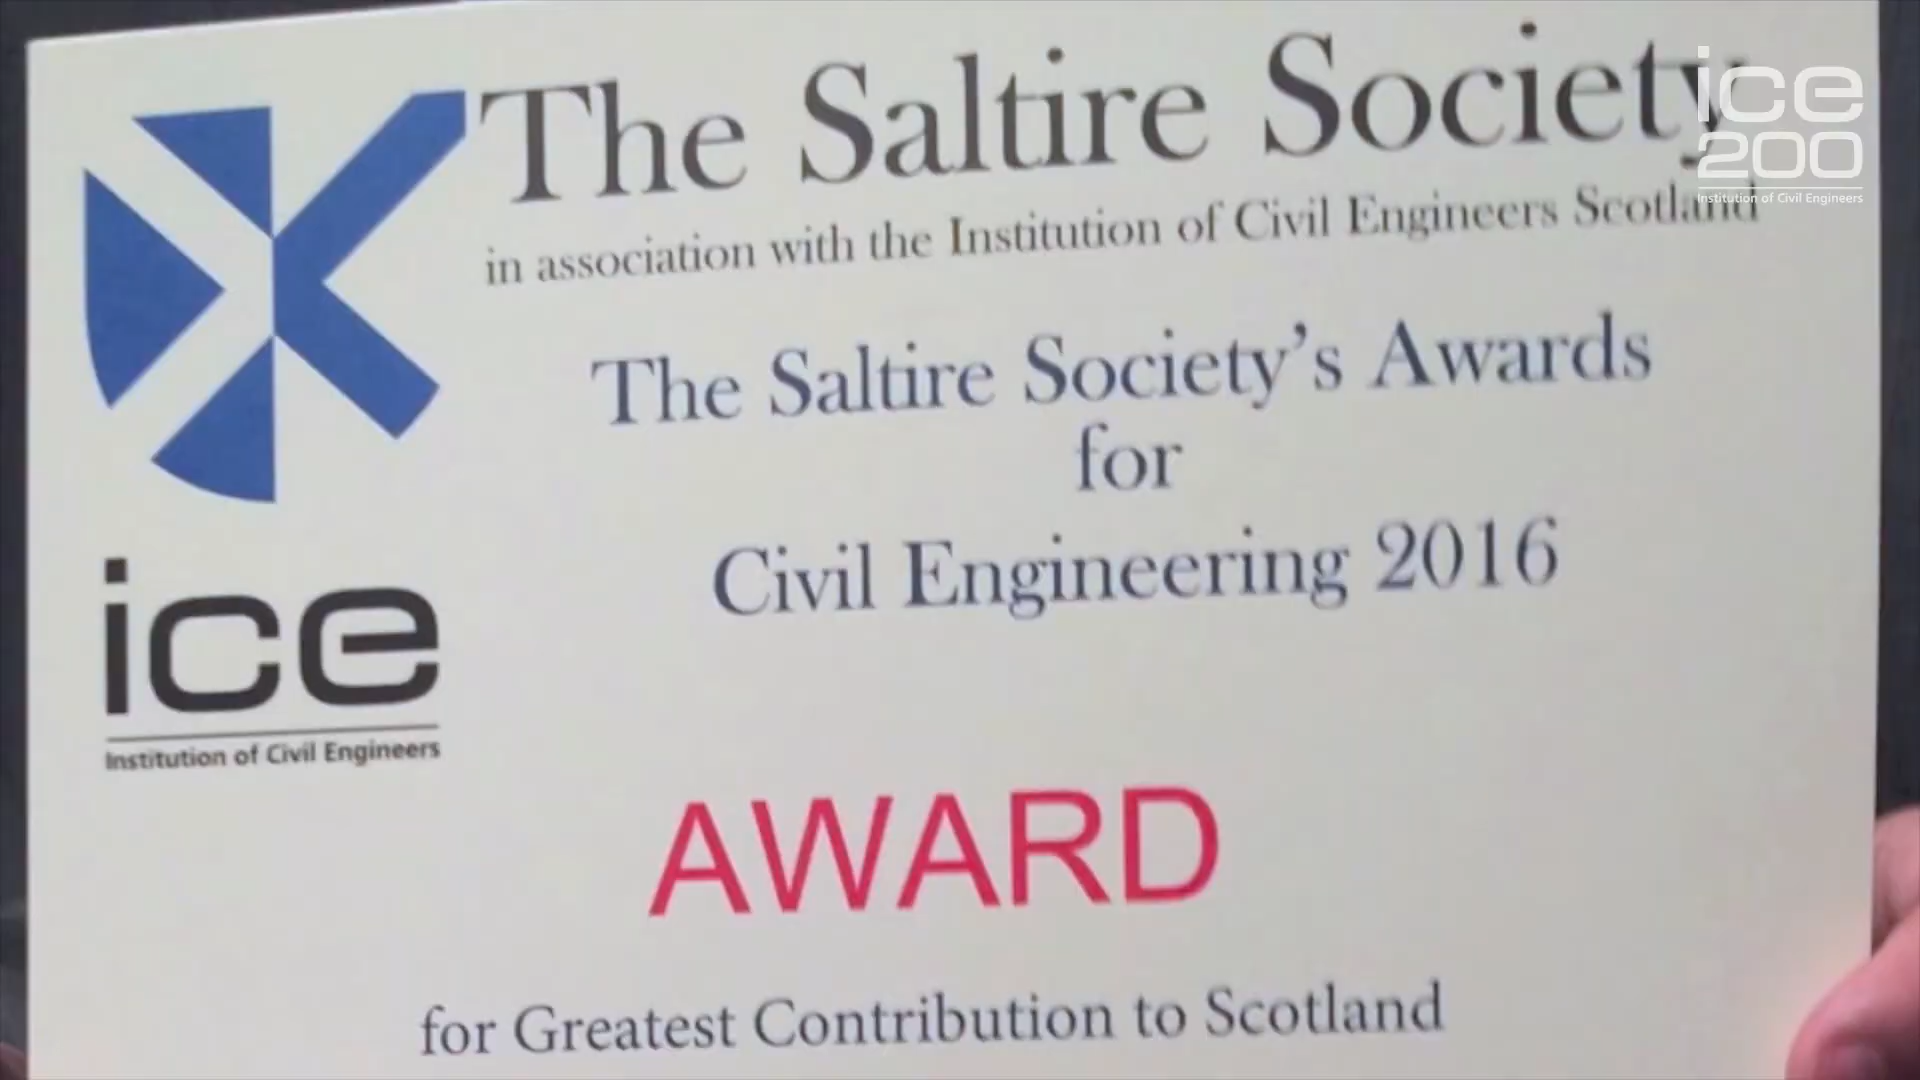 The Saltire Society
in association with the Institution of Civil Engineers Scotland
The Saltire Society's Awards
for
Civil Engineering 2016
ice
Institution of Civil Engineers
AWARD
for Greatest Contribution to Scotland
ice
200
Institution of Civil Engineers